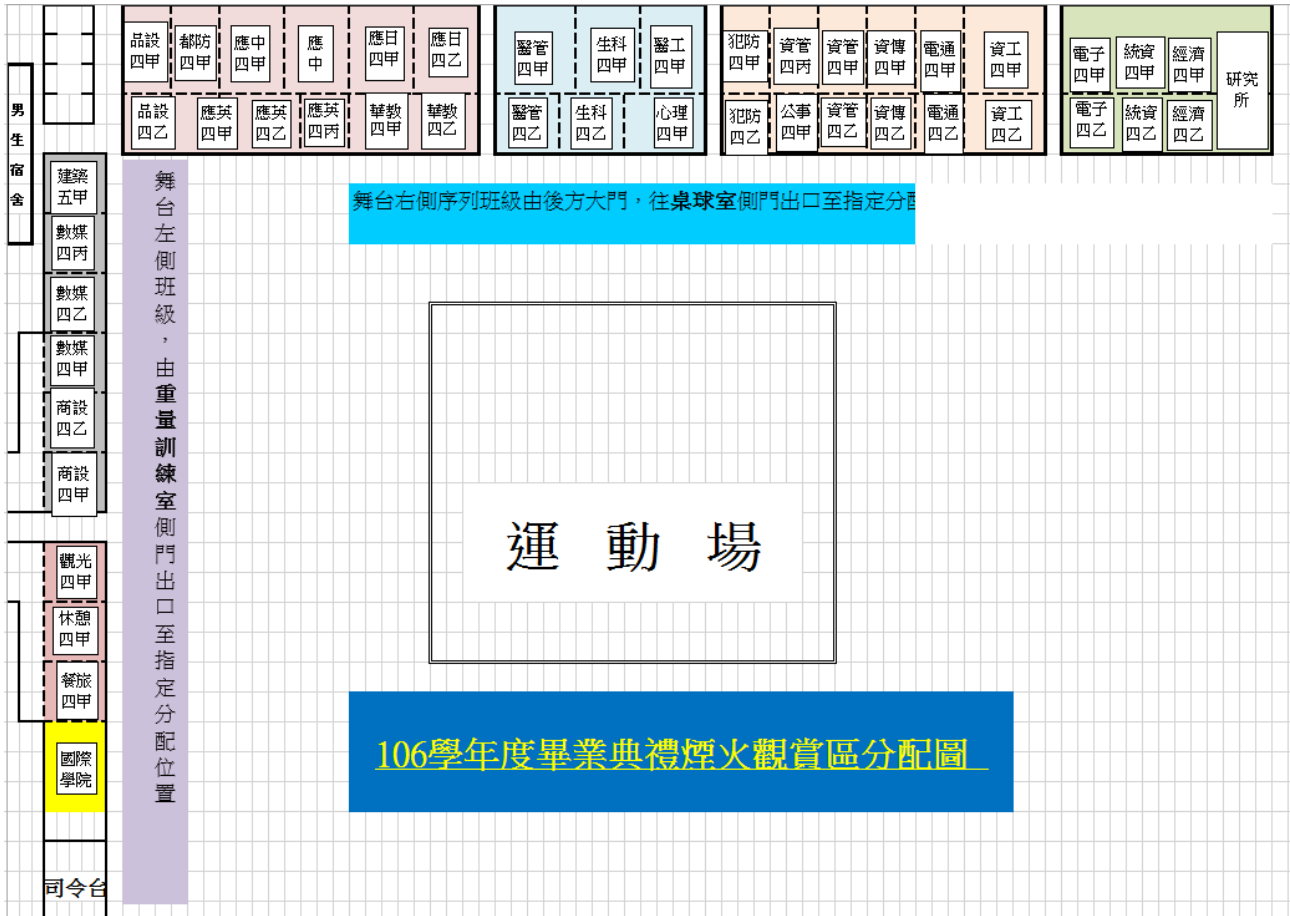 品設
四甲
都防
四甲
應中
四甲
應
中
應日
四甲
應日
四乙
醫管
四甲
生科
四甲
醫工
四甲
犯防
四甲
資管
四丙
資管
四甲
資傳
四甲
電通
四甲
資工
四甲
電子
四甲
統資
四甲
經濟
四甲
研究
所
品設
四乙
應英
四甲
應英
四乙
應英
四丙
華教
四甲
華教
四乙
醫管
四乙
生科
四乙
心理
四甲
犯防
四乙
公事
四甲
資管
四乙
資傳
四乙
電通
四乙
資工
四乙
電子
四乙
統資
四乙
經濟
四乙
男生宿舍
建築
五甲
數媒
四丙
數媒
四乙
數媒
四甲
商設
四乙
商設
四甲
觀光
四甲
休憩
四甲
餐旅
四甲
國際
學院
司令台
舞台左側班級，由重量訓練室側門出口至指定分配位置
舞台右側序列班級由後方大門，往桌球室側門出口至指定分
運動場
106學年度畢業典禮煙火觀賞區分配圖